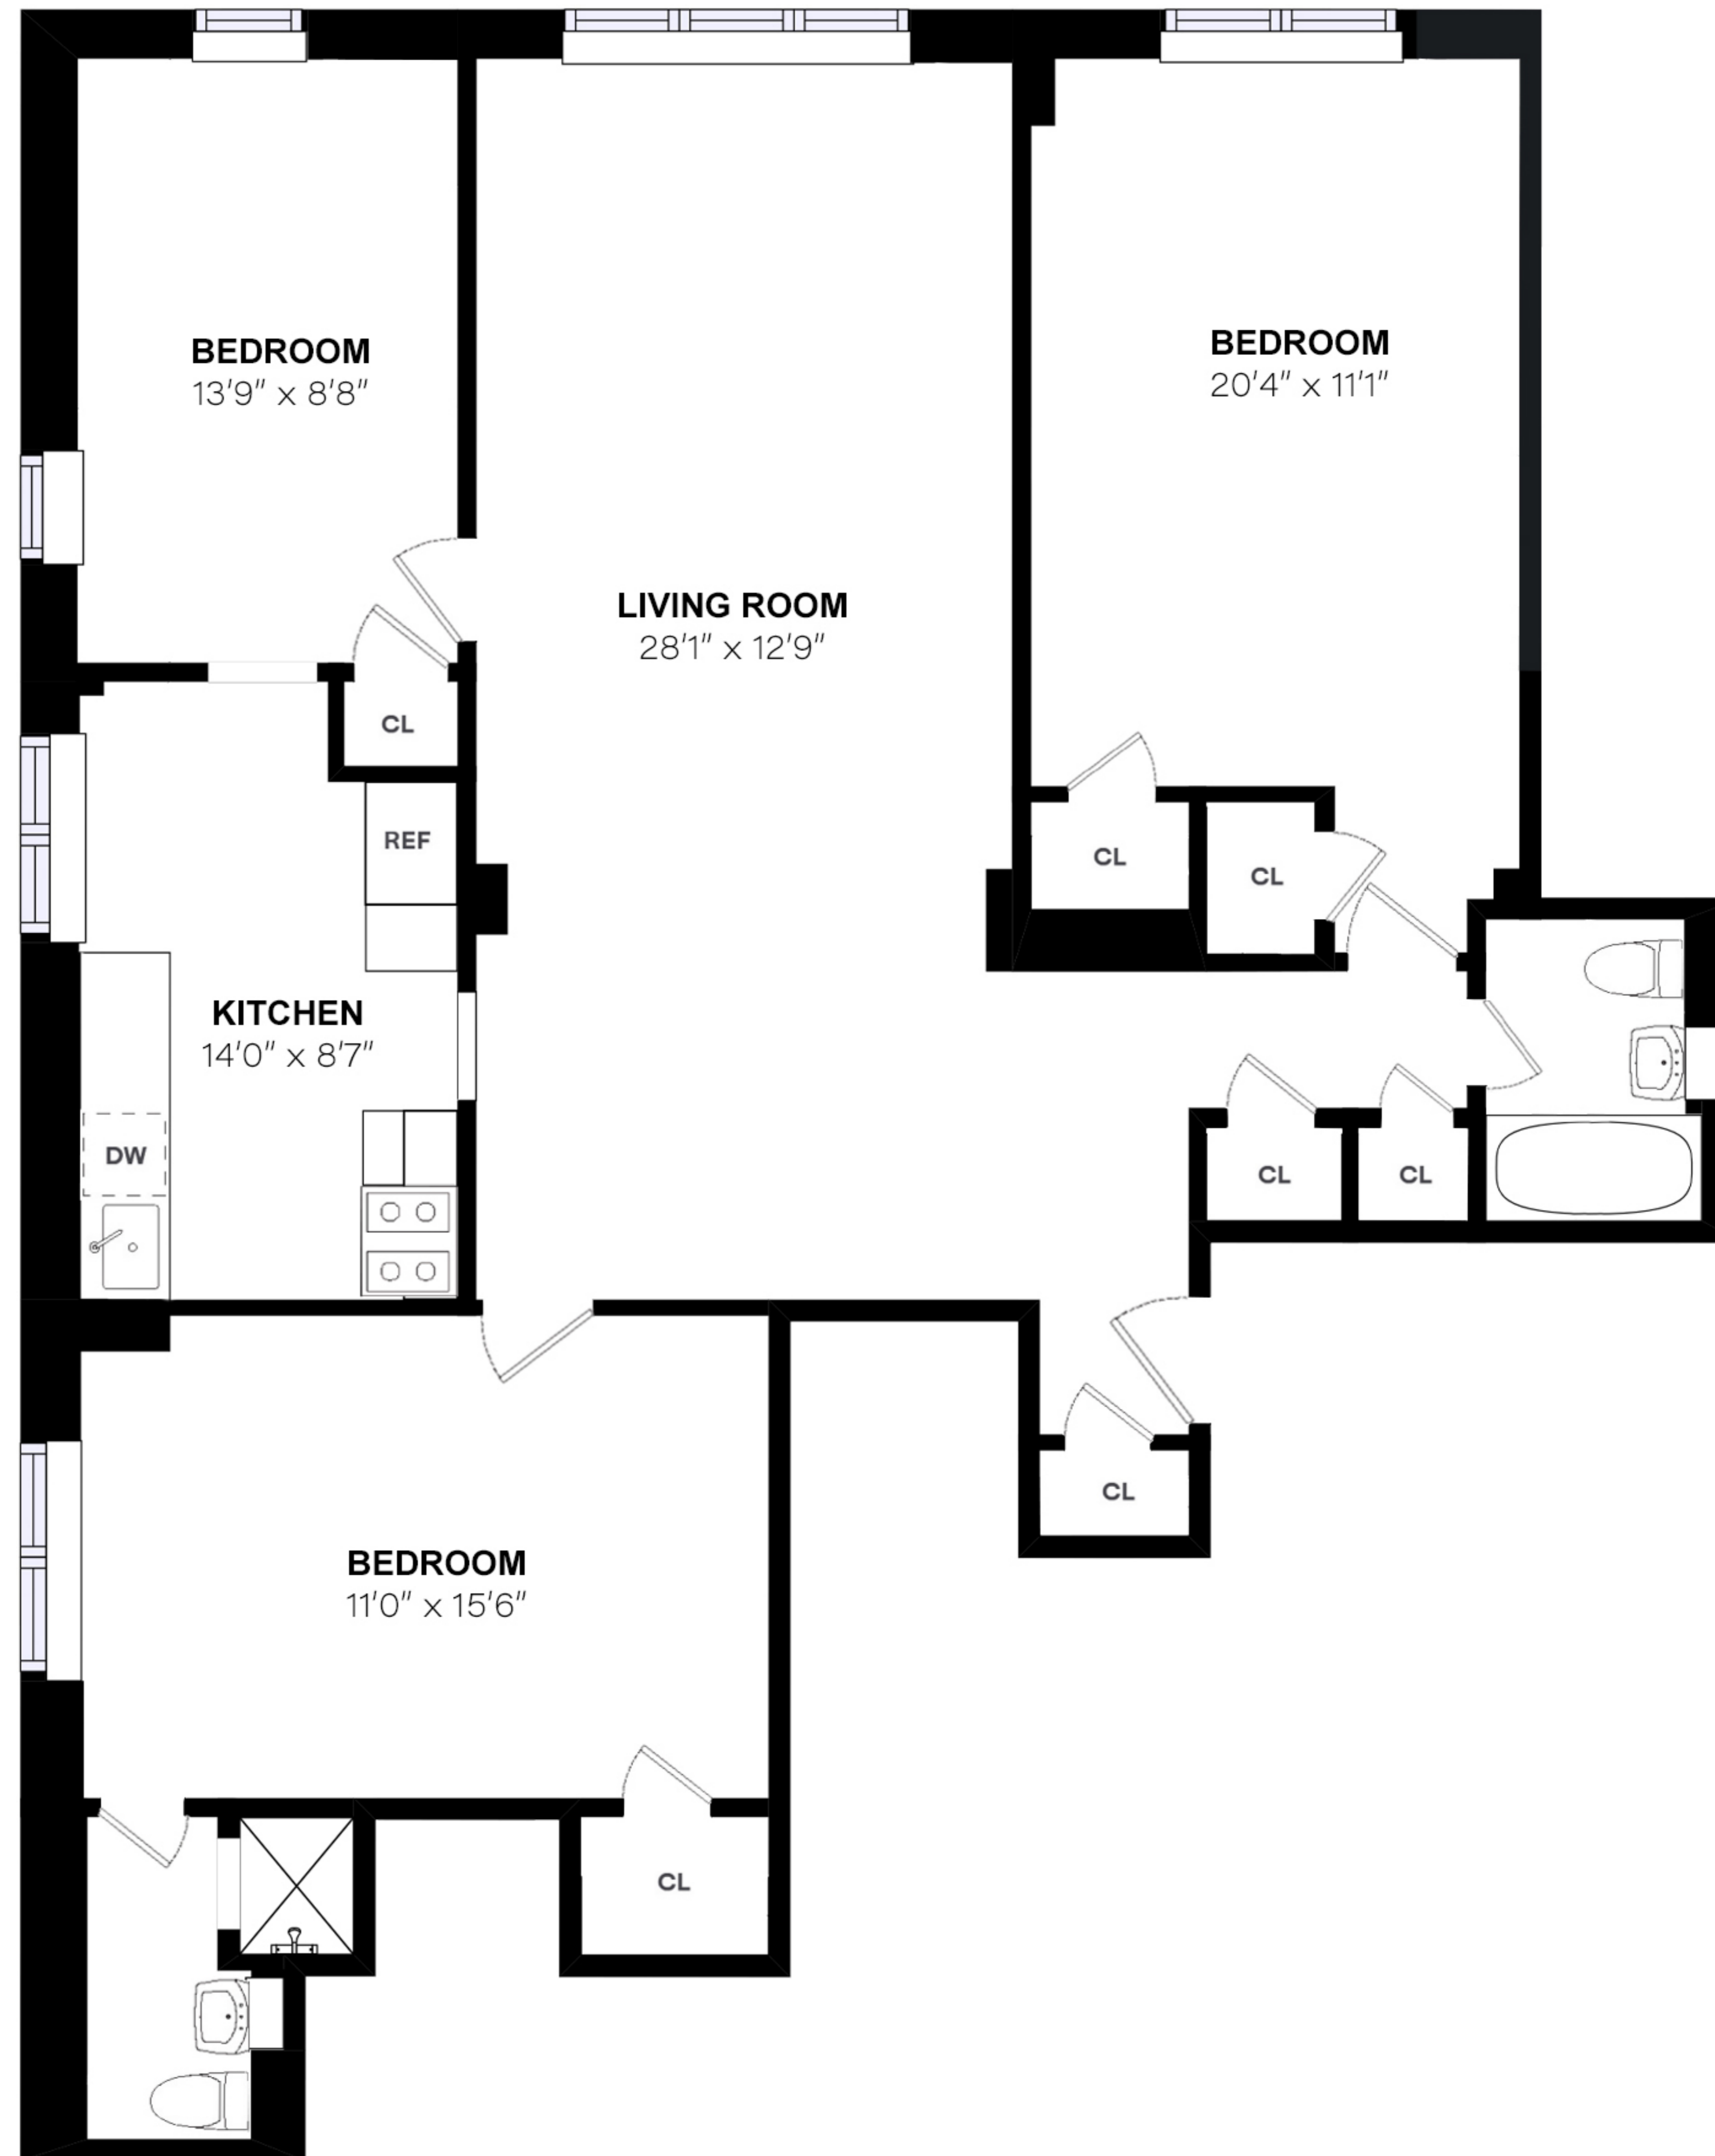 BEDROOM
13'9" x 8'8"
BEDROOM
20'4" x 11'1"
LIVING ROOM
28'1" x 12'9"
CL
REF
CL
CL
KITCHEN
14'0" x 8'7"
DW
CL
CL
CL
BEDROOM
11'0" x 15'6"
CL